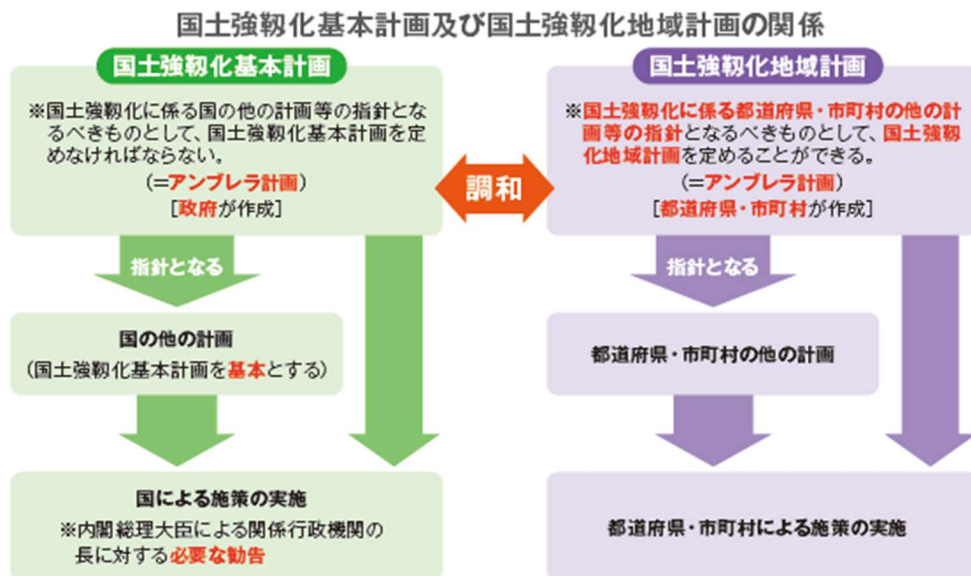 国土強靱化基本計画及び国土強靱化地域計画の関係
国土強靱化基本計画
※国土強靱化に係る国の他の計画等の指針とな
るべきものとして、国土強靱化基本計画を定
めなければならない。
(=アンブレラ計画)
[政府が作成]
調和
国土強靱化地域計画
※国土強靱化に係る都道府県・市町村の他の計
画等の指針となるべきものとして、国土強靱
化地域計画を定めることができる。
(=アンブレラ計画)
[都道府県・市町村が作成]
指針となる
国の他の計画
(国土強靱化基本計画を基本とする)
国による施策の実施
※内閣総理大臣による関係行政機関の
長に対する必要な勧告
指針となる
都道府県・市町村の他の計画
都道府県・市町村による施策の実施